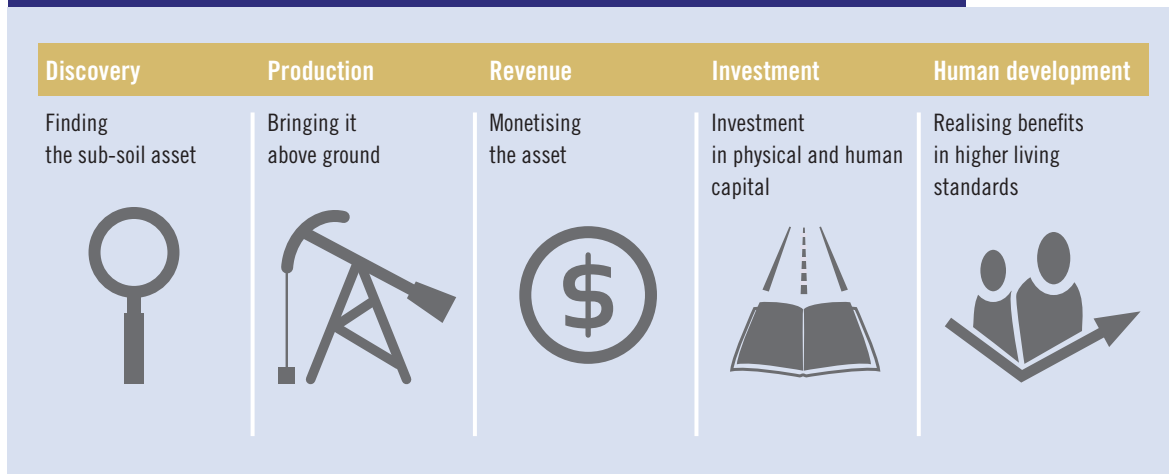 Discovery
Finding
the sub-soil asset
Production
Bringing it
above ground
Revenue
Monetising
the asset
$
Investment
Investment
in physical and human
capital
Human development
Realising benefits
in higher living
standards